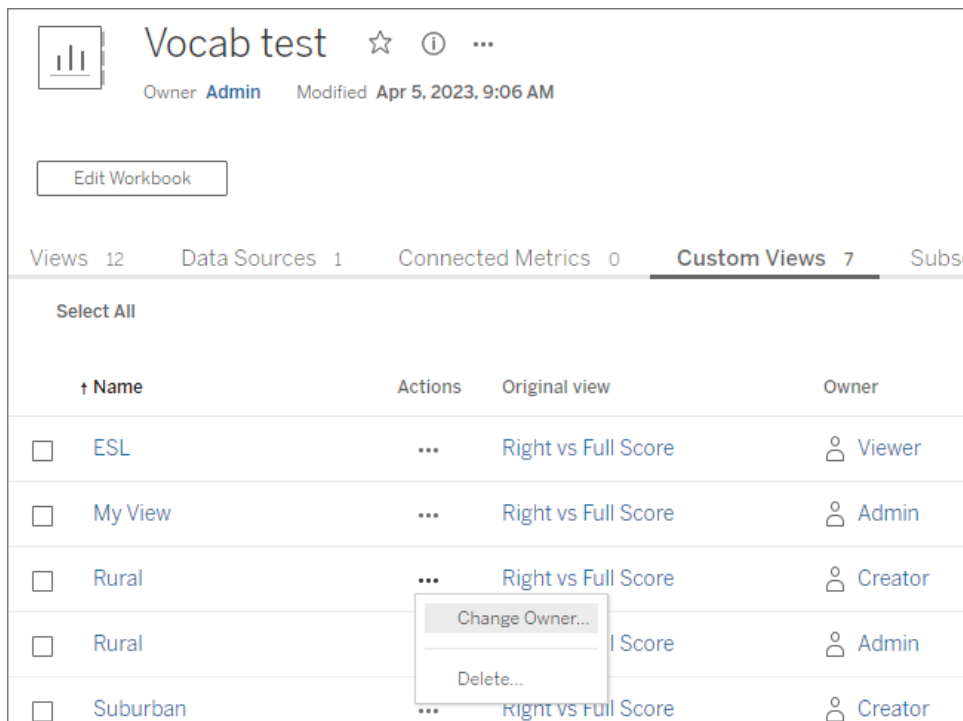 Vocab test
Owner Admin Modified Apr 5, 2023, 9:06 AM
Edit Workbook
Views 12 Data Sources 1 Connected Metrics 0 Custom Views 7 Subs
Select All
↑ Name Actions Original view Owner
ESL ••• Right vs Full Score Viewer
My View ••• Right vs Full Score Admin
Rural ••• Right vs Full Score Creator
Change Owner...
Rural l Score Admin
Delete...
Suburban ••• Right vs Full Score Creator